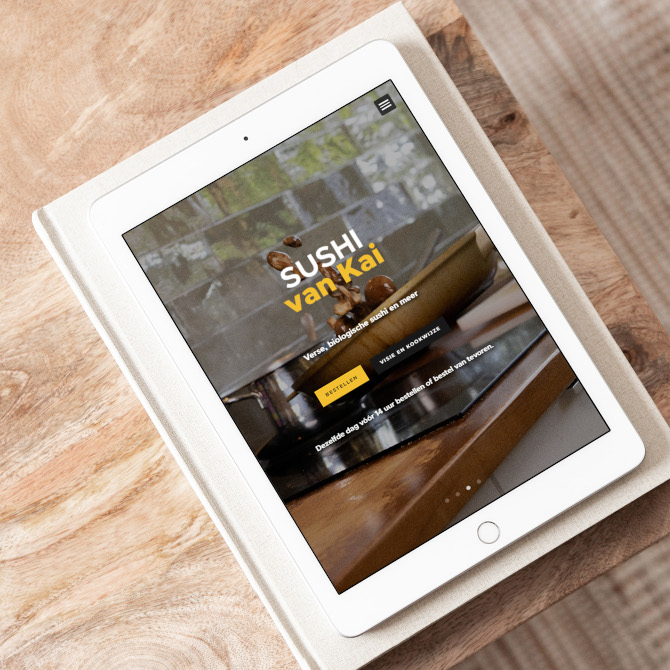 SUSHI
van Kai
Verse, biologische sushi en meer
BESTELLEN
VISIE EN KOOKWIJZE
Dezelfde dag vóór 14 uur bestellen of bestel van tevoren.